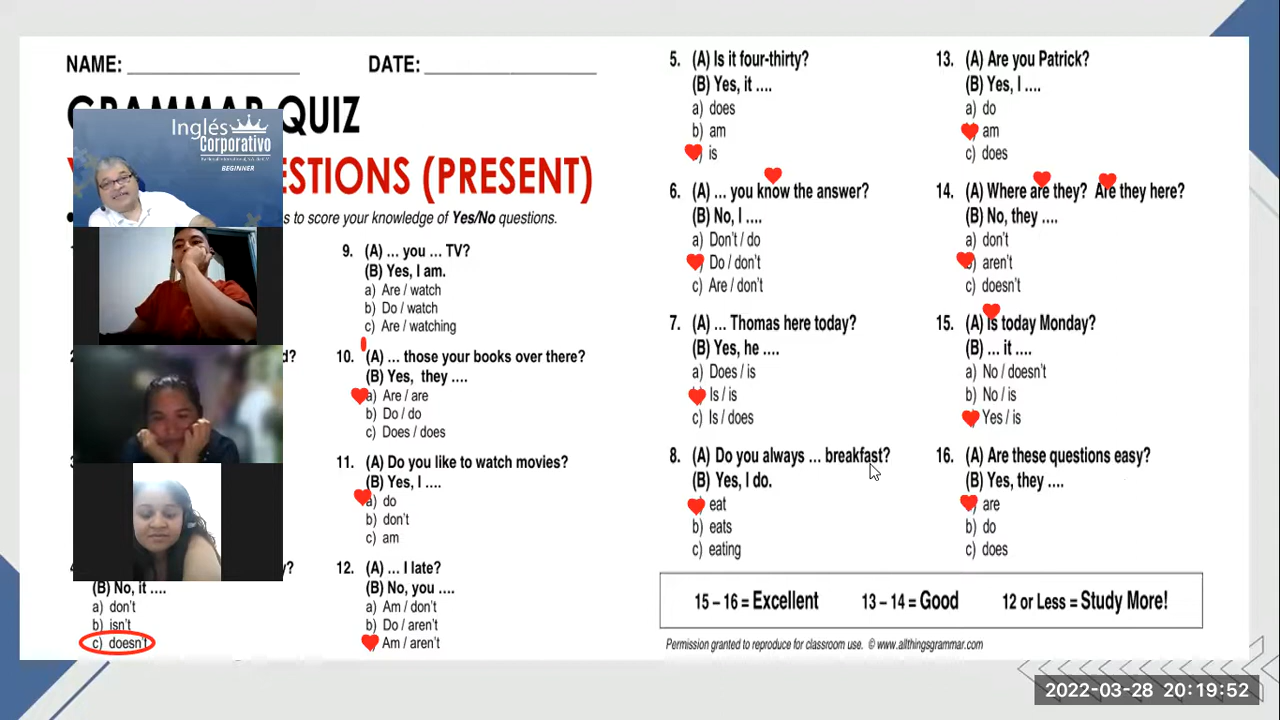 NAME: ____________ DATE: ____________
QUIZ
ESTIONS (PRESENT)
s to score your knowledge of Yes/No questions.
Inglés
Corporativo
BEGINNER
(B) No, it ....
a) don't
b) isn't
c) doesn't
9. (A) ... you ... TV?
(B) Yes, I am.
a) Are / watch
b) Do / watch
c) Are / watching
10. (A) ... those your books over there?
(B) Yes, they ....
a) Are / are
b) Do / do
c) Does / does
11. (A) Do you like to watch movies?
(B) Yes, I ....
a) do
b) don't
c) am
12. (A) ... I late?
(B) No, you ....
a) Am / don't
b) Do / aren't
Am / aren't
5. (A) Is it four-thirty?
(B) Yes, it ....
a) does
b) am
) is
6. (A) ... you know the answer?
(B) No, I ....
a) Don't / do
Do / don't
c) Are / don't
7. (A) ... Thomas here today?
(B) Yes, he ....
a) Does / is
) Is / is
c) Is / does
8. (A) Do you always ... breakfast?
(B) Yes, I do.
) eat
b) eats
c) eating
13. (A) Are you Patrick?
(B) Yes, I ....
a) do
) am
c) does
14. (A) Where are they? Are they here?
(B) No, they ....
a) don't
) aren't
c) doesn't
15. (A) Is today Monday?
(B) ... it ....
a) No / doesn't
b) No / is
) Yes / is
16. (A) Are these questions easy?
(B) Yes, they ....
) are
b) do
c) does
15 – 16 = Excellent 13 – 14 = Good 12 or Less = Study More!
Permission granted to reproduce for classroom use. © www.allthingsgrammar.com
2022-03-28 20:19:52